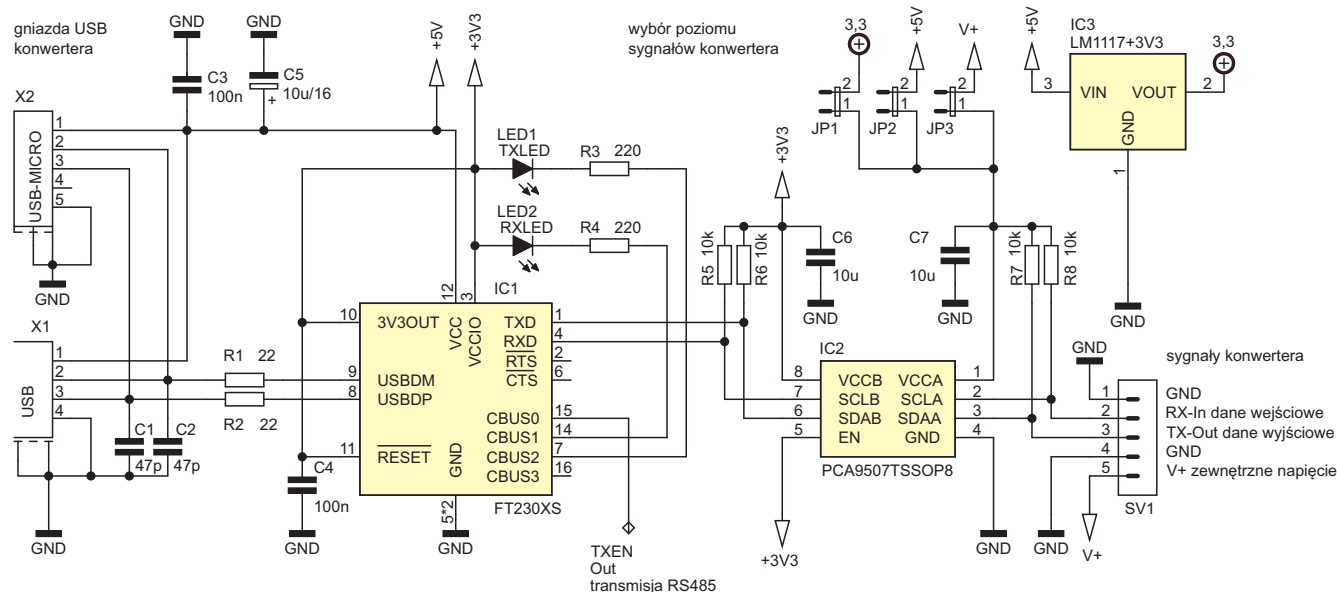 gniazda USB
konwertera
GND
GND
C3
100n
C5
10u/16
+
+5V
+3V3
X2
USB-MICRO
1
2
3
4
5
GND
X1
USB
1
2
3
4
GND
R1 22
R2 22
C1
47p
C2
47p
C4
100n
GND
LED1
TXLED
R3 220
LED2
RXLED
R4 220
IC1
12
3
10
9
8
11
3V3OUT
USBDM
USBDP
RESET
VCC
VCCIO
GND
TXD
RXD
RTS
CTS
CBUS0
CBUS1
CBUS2
CBUS3
1
4
2
6
15
14
7
16
5*2
FT230XS
GND
TXEN
Out
transmisja RS485
wybór poziomu
sygnałów konwertera
3,3
+5V
V+
2
1
JP1
2
1
JP2
2
1
JP3
+3V3
R5 10k
R6 10k
C6
10u
GND
C7
10u
GND
R7 10k
R8 10k
IC2
8
7
6
5
VCCB
SCLB
SDAB
EN
VCCA
SCLA
SDAA
GND
1
2
3
4
PCA9507TSSOP8
+3V3
GND
+5V
IC3
LM1117+3V3
3,3
3
VIN
VOUT
2
GND
1
GND
GND
sygnały konwertera
1 GND
2 RX-In dane wejściowe
3 TX-Out dane wyjściowe
4 GND
5 V+ zewnętrzne napięcie
SV1
GND
V+